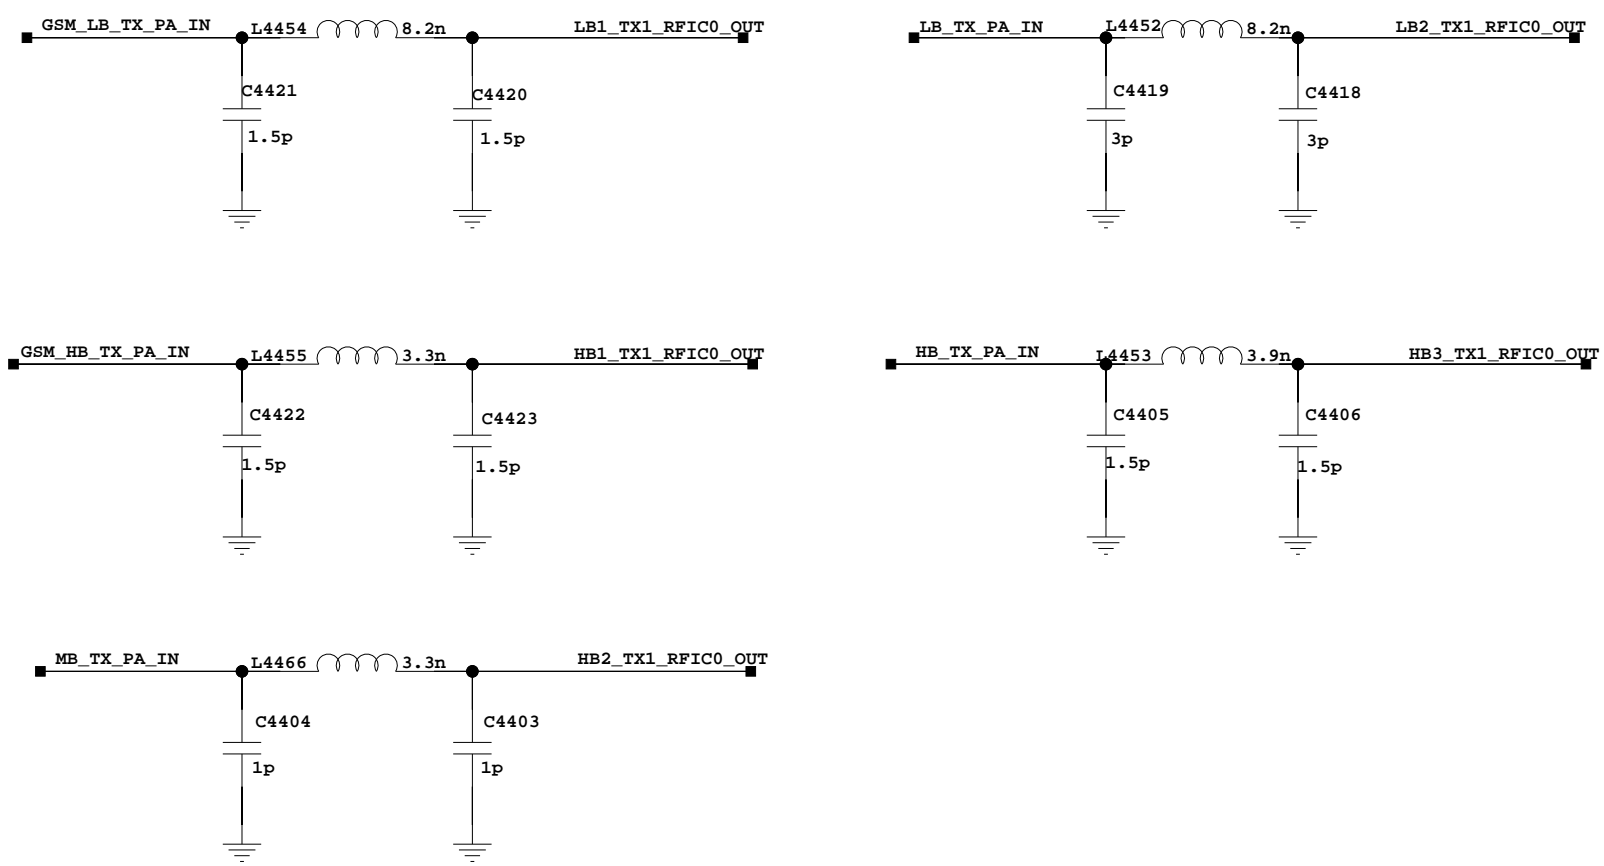 GSM_LB_TX_PA_IN L4454 8.2n LB1_TX1_RFIC0_OUT
C4421 C4420
1.5p 1.5p
LB_TX_PA_IN L4452 8.2n LB2_TX1_RFIC0_OUT
C4419 C4418
3p 3p
GSM_HB_TX_PA_IN L4455 3.3n HB1_TX1_RFIC0_OUT
C4422 C4423
1.5p 1.5p
HB_TX_PA_IN L4453 3.9n HB3_TX1_RFIC0_OUT
C4405 C4406
1.5p 1.5p
MB_TX_PA_IN L4466 3.3n HB2_TX1_RFIC0_OUT
C4404 C4403
1p 1p